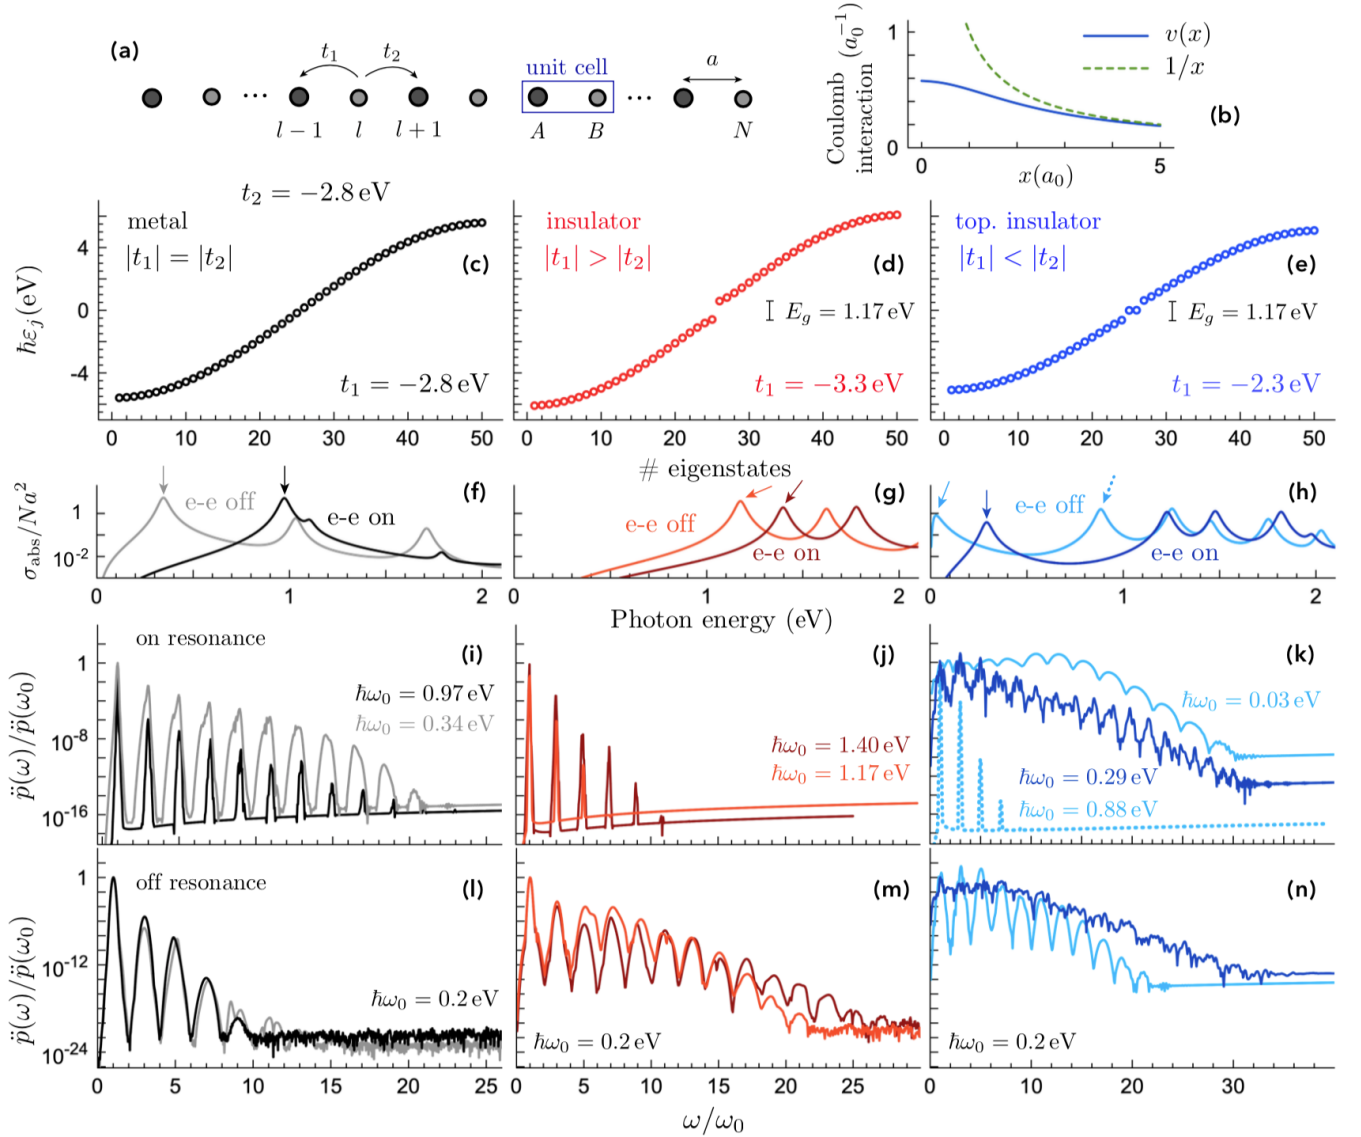 (a)
t₁ t₂
unit cell
a
l − 1 l l + 1 A B N
Coulomb
interaction (a₀⁻¹)
1
0
v(x)
1/x
(b)
0 5
x(a₀)
t₂ = −2.8 eV
metal
|t₁| = |t₂|
(c)
t₁ = −2.8 eV
ħεⱼ(eV)
4
0
-4
0 10 20 30 40 50
insulator
|t₁| > |t₂|
(d)
E_g = 1.17 eV
t₁ = −3.3 eV
0 10 20 30 40 50
top. insulator
|t₁| < |t₂|
(e)
E_g = 1.17 eV
t₁ = −2.3 eV
0 10 20 30 40 50
# eigenstates
σ_abs/Na²
1
10⁻²
e-e off
e-e on
(f)
0 1 2
e-e off
e-e on
(g)
0 1 2
e-e off
e-e on
(h)
0 1 2
Photon energy (eV)
p̈(ω)/p̈(ω₀)
1
10⁻⁸
10⁻¹⁶
on resonance
(i)
ħω₀ = 0.97 eV
ħω₀ = 0.34 eV
(j)
ħω₀ = 1.40 eV
ħω₀ = 1.17 eV
(k)
ħω₀ = 0.03 eV
ħω₀ = 0.29 eV
ħω₀ = 0.88 eV
p̈(ω)/p̈(ω₀)
1
10⁻¹²
10⁻²⁴
off resonance
(l)
ħω₀ = 0.2 eV
0 5 10 15 20 25
(m)
ħω₀ = 0.2 eV
0 5 10 15 20 25
(n)
ħω₀ = 0.2 eV
0 10 20 30
ω/ω₀